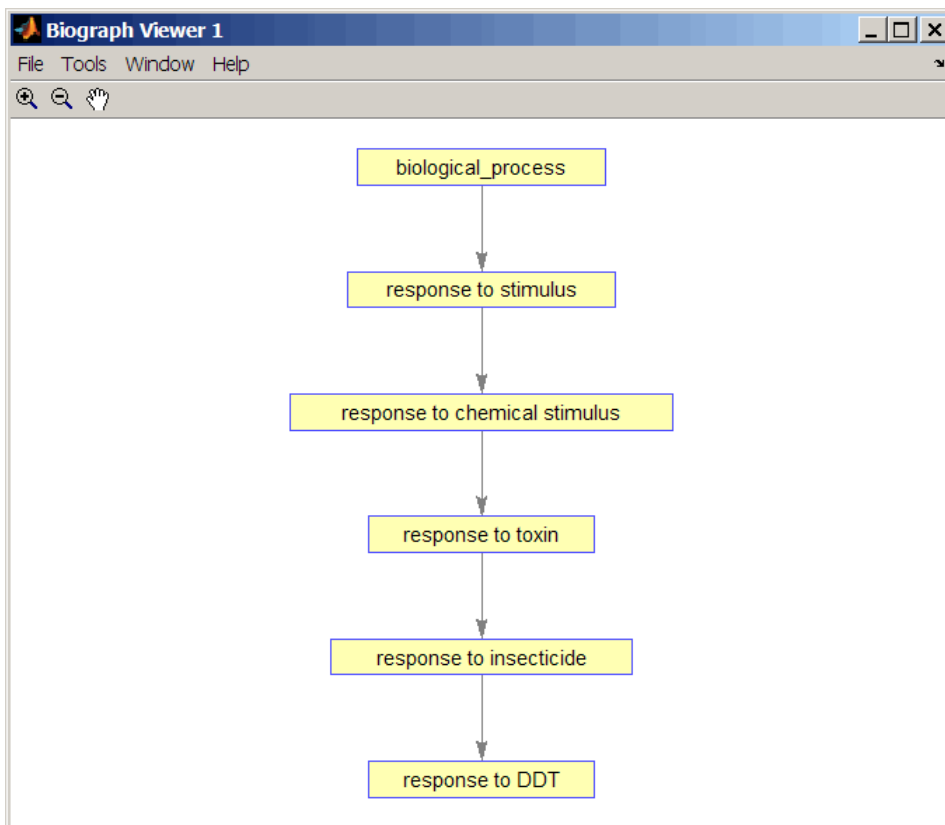 Biograph Viewer 1
File Tools Window Help
biological_process
response to stimulus
response to chemical stimulus
response to toxin
response to insecticide
response to DDT